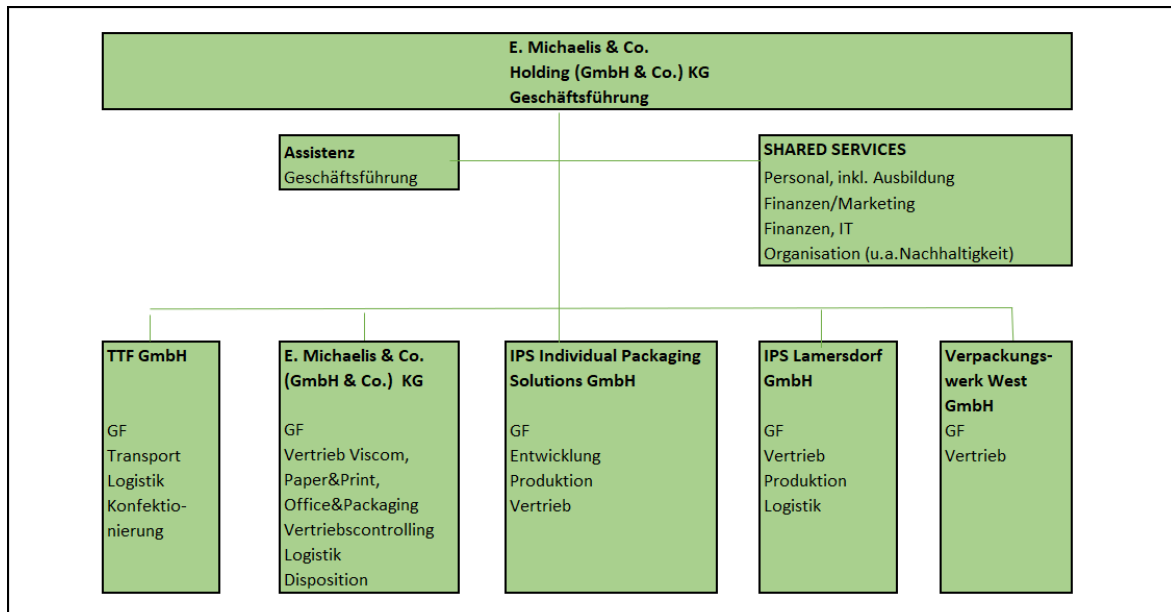 E. Michaelis & Co.
Holding (GmbH & Co.) KG
Geschäftsführung
Assistenz
Geschäftsführung
SHARED SERVICES
Personal, inkl. Ausbildung
Finanzen/Marketing
Finanzen, IT
Organisation (u.a.Nachhaltigkeit)
TTF GmbH
GF
Transport
Logistik
Konfektio-
nierung
E. Michaelis & Co.
(GmbH & Co.) KG
GF
Vertrieb Viscom,
Paper&Print,
Office&Packaging
Vertriebscontrolling
Logistik
Disposition
IPS Individual Packaging
Solutions GmbH
GF
Entwicklung
Produktion
Vertrieb
IPS Lamersdorf
GmbH
GF
Vertrieb
Produktion
Logistik
Verpackungs-
werk West
GmbH
GF
Vertrieb